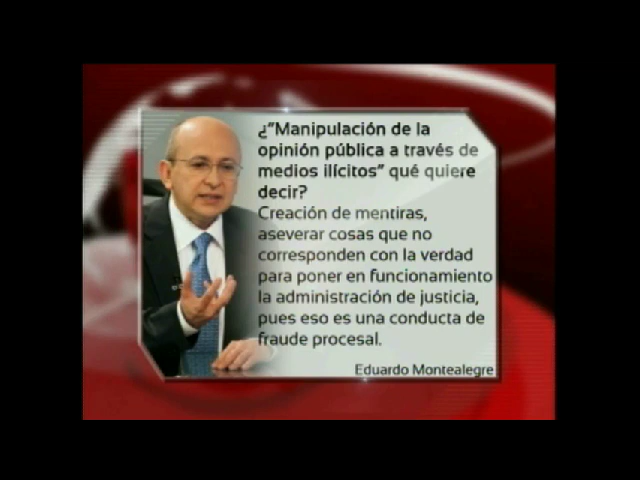 ¿"Manipulación de la
opinión pública a través de
medios ilícitos" qué quiere
decir?
Creación de mentiras,
aseverar cosas que no
corresponden con la verdad
para poner en funcionamiento
la administración de justicia,
pues eso es una conducta de
fraude procesal.
Eduardo Montealegre